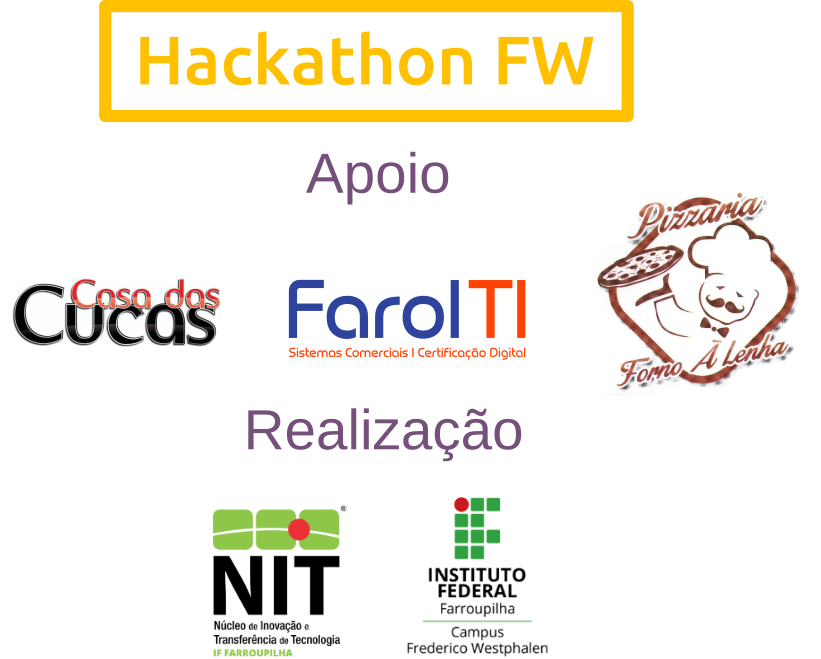 Hackathon FW
Apoio
Casa das
Cucas
FarolTI
Sistemas Comerciais | Certificação Digital
Pizzaria
Forno À Lenha
Realização
®
NIT
Núcleo de Inovação e
Transferência de Tecnologia
IF FARROUPILHA
INSTITUTO
FEDERAL
Farroupilha
Campus
Frederico Westphalen